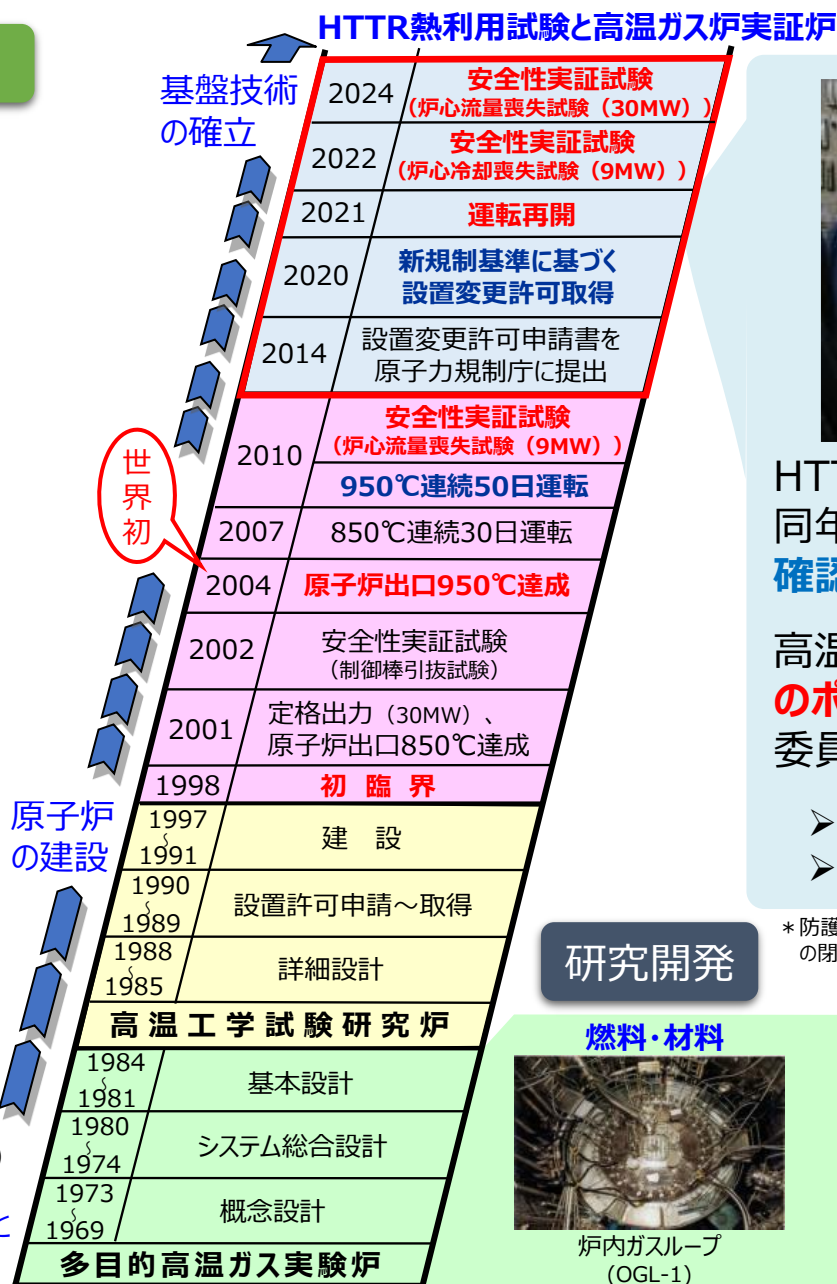 HTTR熱利用試験と高温ガス炉実証炉
基盤技術
の確立
2024
安全性実証試験
（炉心流量喪失試験（30MW））
2022
安全性実証試験
（炉心冷却喪失試験（9MW））
2021
運転再開
2020
新規制基準に基づく
設置変更許可取得
2014
設置変更許可申請書を
原子力規制庁に提出
2010
安全性実証試験
（炉心流量喪失試験（9MW））
950℃連続50日運転
世界初
2007
850℃連続30日運転
2004
原子炉出口950℃達成
2002
安全性実証試験
（制御棒引抜試験）
2001
定格出力（30MW）、
原子炉出口850℃達成
1998
初 臨 界
原子炉
の建設
1997
～
1991
建 設
1990
～
1989
設置許可申請～取得
1988
～
1985
詳細設計
高温工学試験研究炉
1984
～
1981
基本設計
1980
～
1974
システム総合設計
1973
～
1969
概念設計
多目的高温ガス実験炉
HTT
同年
確認
高温
のポ
委員
➢
➢
＊防護
の閉
研究開発
燃料・材料
炉内ガスループ
（OGL-1）
と